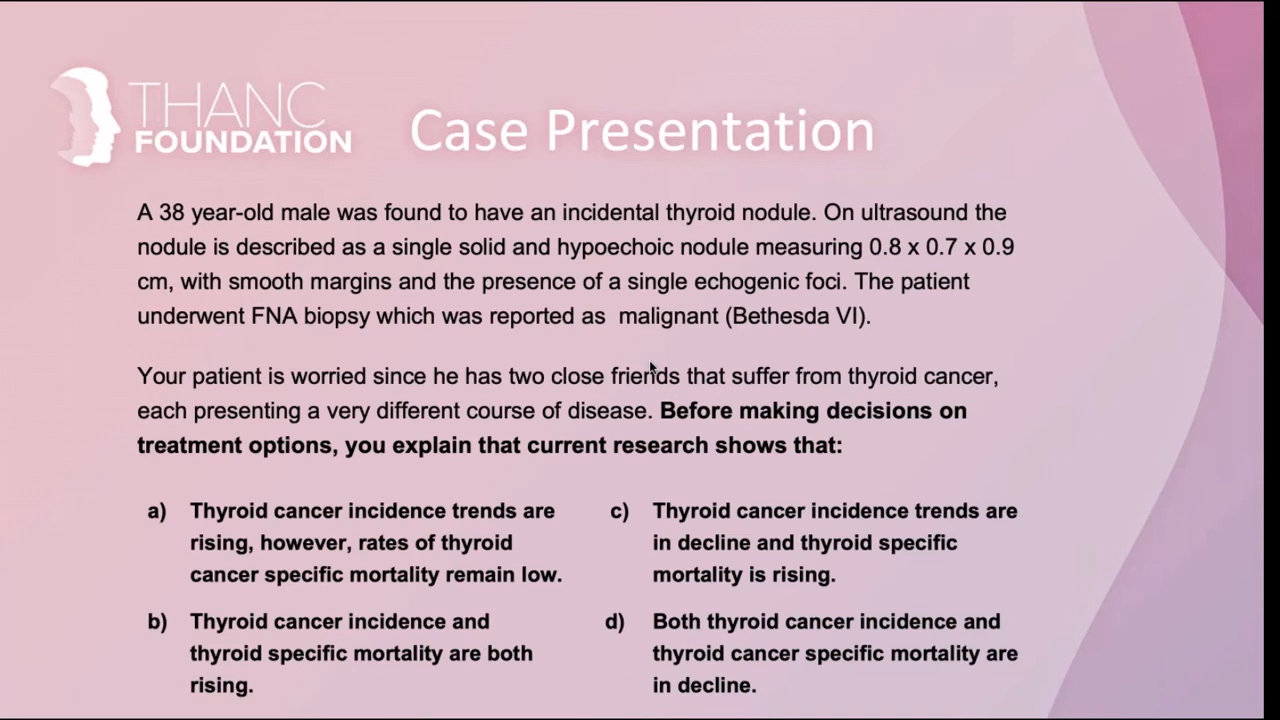 THANC
FOUNDATION
Case Presentation
A 38 year-old male was found to have an incidental thyroid nodule. On ultrasound the
nodule is described as a single solid and hypoechoic nodule measuring 0.8 x 0.7 x 0.9
cm, with smooth margins and the presence of a single echogenic foci. The patient
underwent FNA biopsy which was reported as  malignant (Bethesda VI).
Your patient is worried since he has two close friends that suffer from thyroid cancer,
each presenting a very different course of disease. Before making decisions on
treatment options, you explain that current research shows that:
a) Thyroid cancer incidence trends are
rising, however, rates of thyroid
cancer specific mortality remain low.
b) Thyroid cancer incidence and
thyroid specific mortality are both
rising.
c) Thyroid cancer incidence trends are
in decline and thyroid specific
mortality is rising.
d) Both thyroid cancer incidence and
thyroid cancer specific mortality are
in decline.